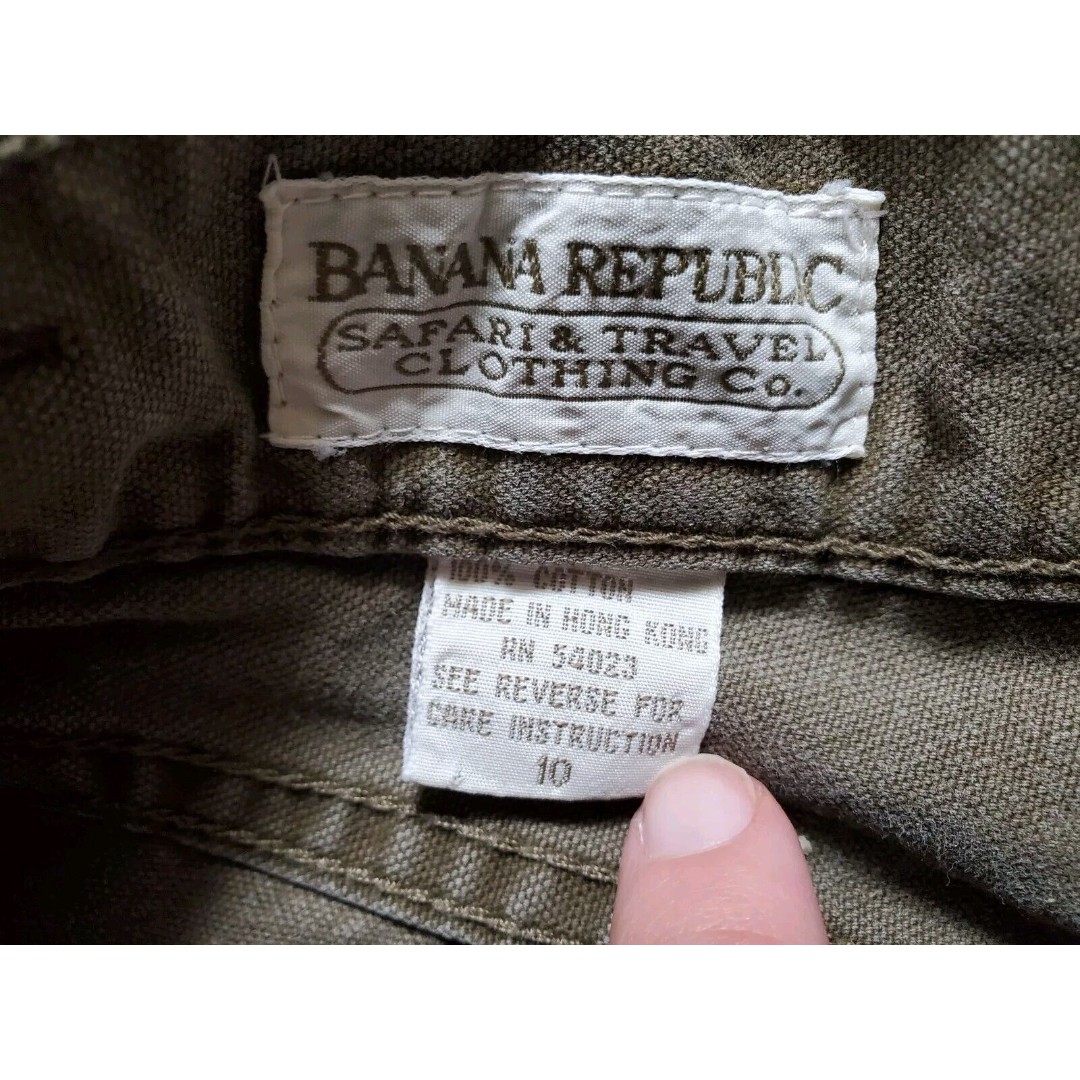 BANANA REPUBLIC
SAFARI & TRAVEL
CLOTHING CO.
100% COTTON
MADE IN HONG KONG
RN 54023
SEE REVERSE FOR
CARE INSTRUCTION
10